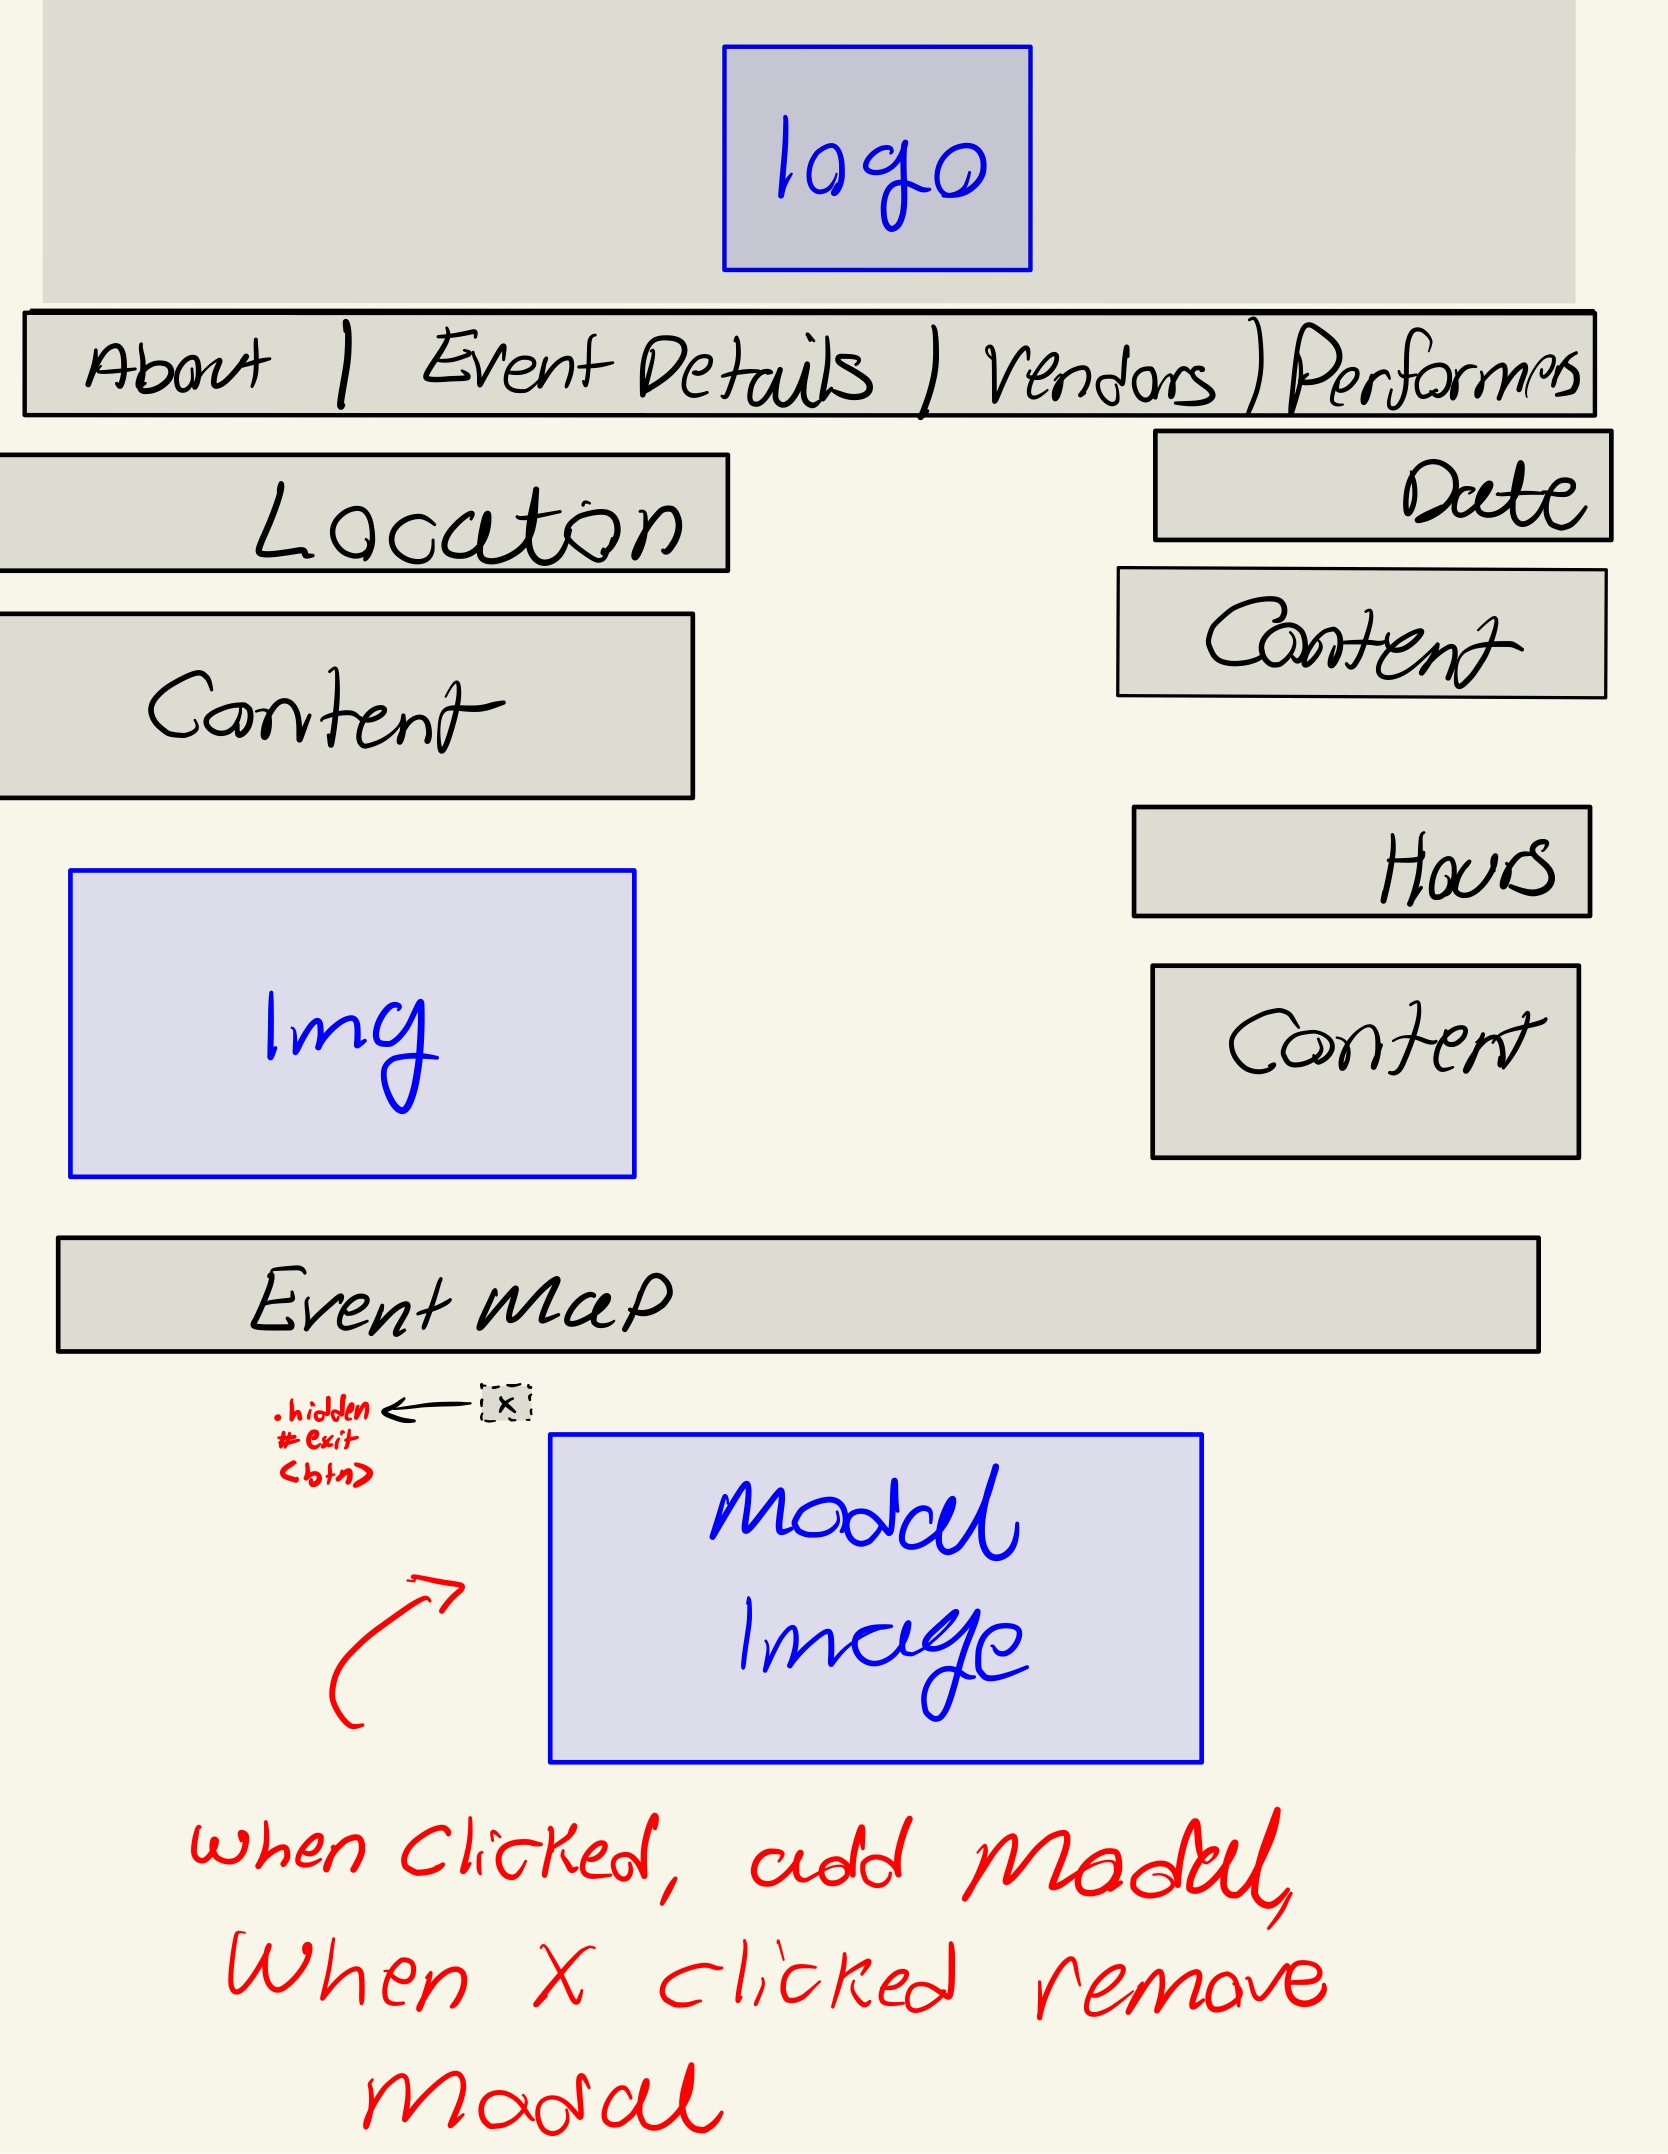 logo
About | Event Details | Vendors | Performers
Location
Date
Content
Content
Hours
Img
Content
Event Map
x
.hidden
# exit
<btn>
Modal
Image
when clicked, add Modal,
When X clicked remove
Modal